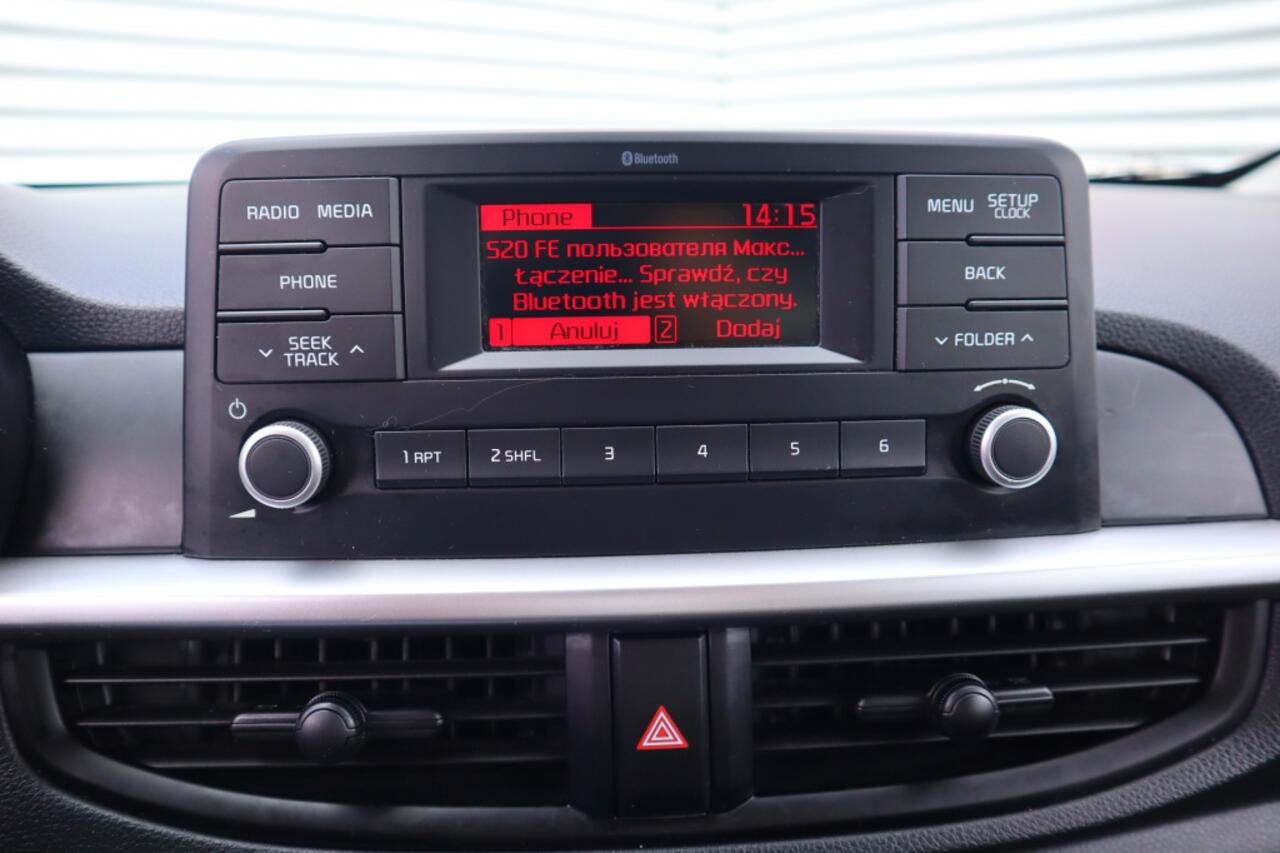 Bluetooth
RADIO MEDIA
PHONE
SEEK
TRACK
Phone 14:15
S20 FE пользователя Макс...
Łączenie... Sprawdź, czy
Bluetooth jest włączony.
1 Anuluj 2 Dodaj
MENU SETUP
CLOCK
BACK
FOLDER
1 RPT
2 SHFL
3
4
5
6